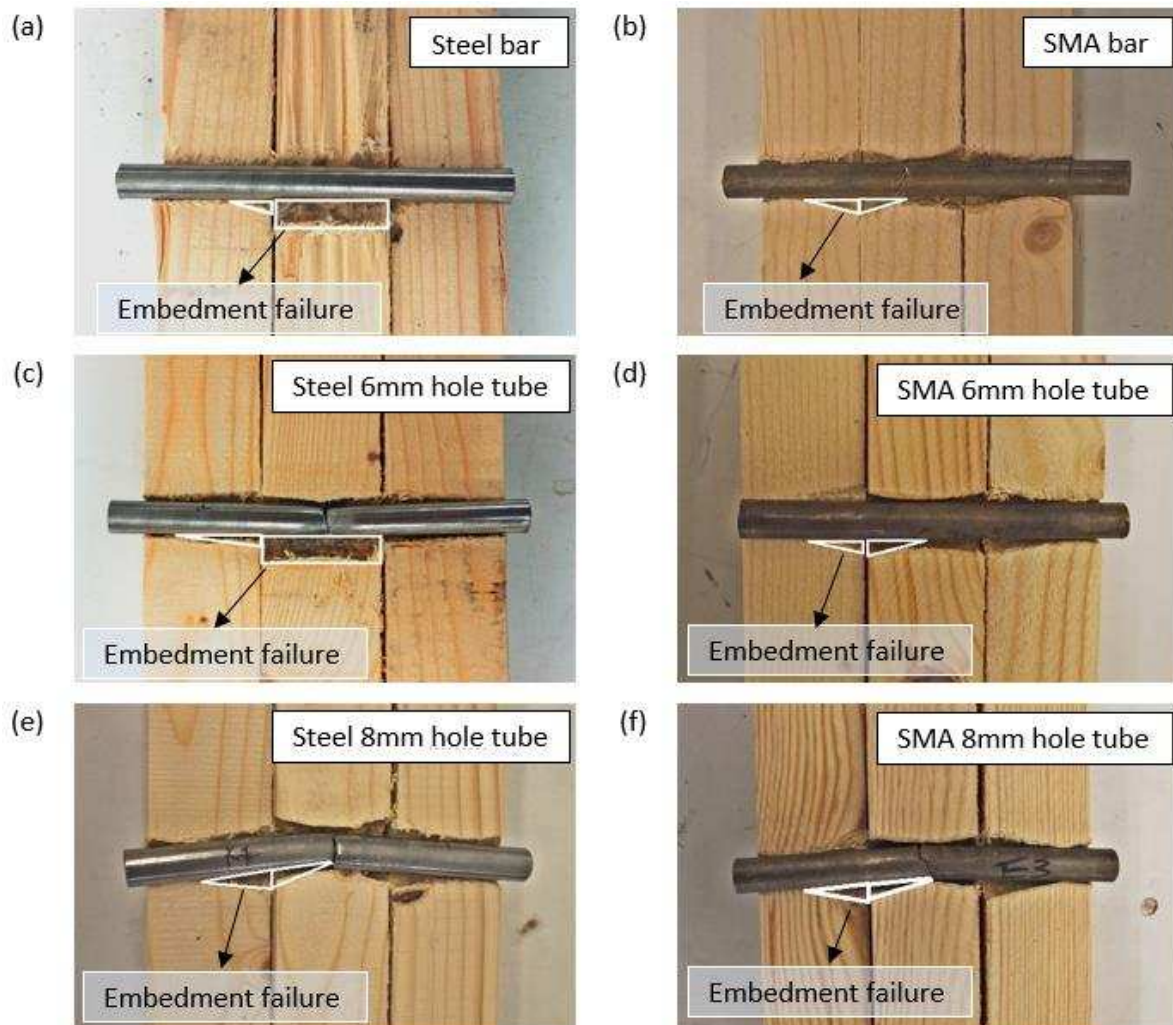 (a)
Steel bar
Embedment failure
(b)
SMA bar
Embedment failure
(c)
Steel 6mm hole tube
Embedment failure
(d)
SMA 6mm hole tube
Embedment failure
(e)
Steel 8mm hole tube
Embedment failure
(f)
SMA 8mm hole tube
Embedment failure